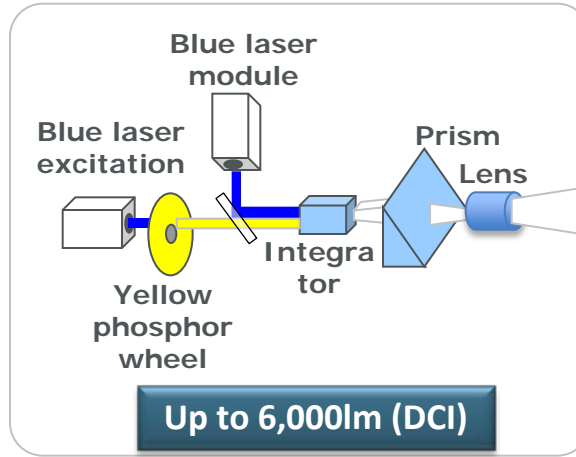 Blue laser
module
Blue laser
excitation
Prism
Lens
Integra
tor
Yellow
phosphor
wheel
Up to 6,000lm (DCI)